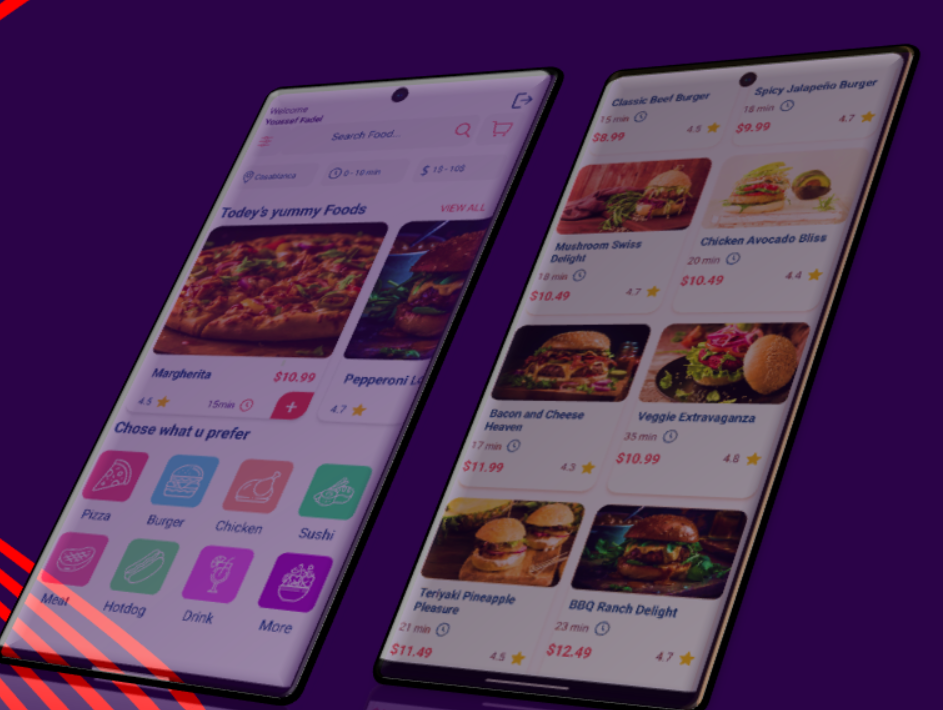 Welcome
Youssef Fadel
Search Food..
Casablanca
0 - 10 min
$ 15 - 10$
Today's yummy Foods
VIEW ALL
Margherita
$10.99
4.5
15min
+
Pepperoni
4.7
Chose what u prefer
Pizza
Burger
Chicken
Sushi
Meat
Hotdog
Drink
More
Classic Beef Burger
15 min
$8.99
4.5
Spicy Jalapeño Burger
18 min
$9.99
4.7
Mushroom Swiss
Delight
18 min
$10.49
4.7
Chicken Avocado Bliss
20 min
$10.49
4.4
Bacon and Cheese
Heaven
17 min
$11.99
4.3
Veggie Extravaganza
35 min
$10.99
4.8
Teriyaki Pineapple
Pleasure
21 min
$11.49
4.5
BBQ Ranch Delight
23 min
$12.49
4.7